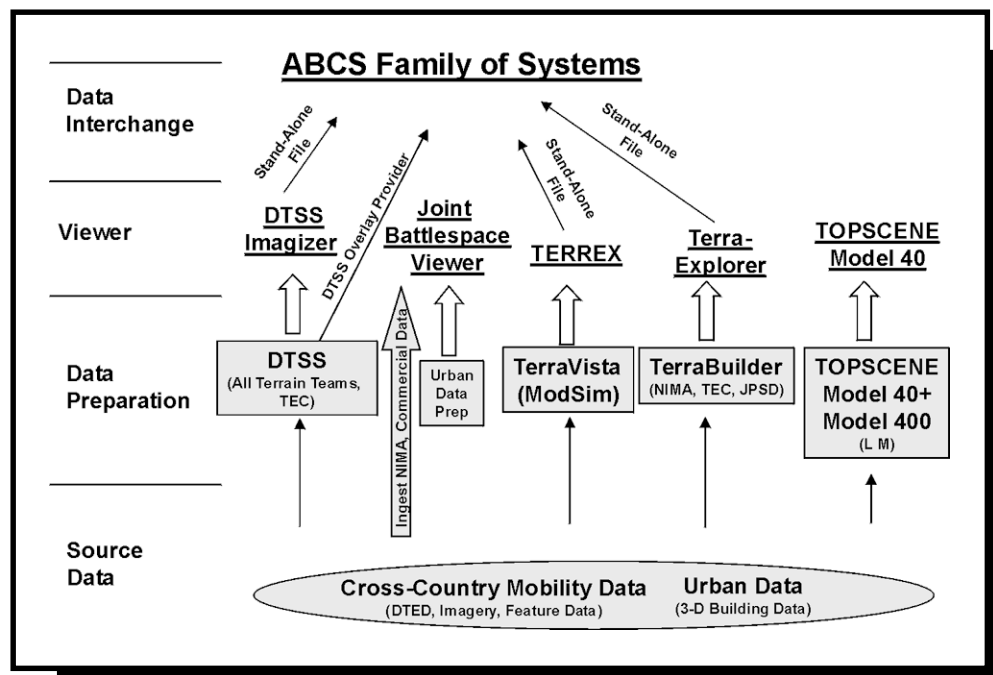 ABCS Family of Systems
Data
Interchange
Stand-Alone
File
DTSS Overlay Provider
Stand-Alone
File
Stand-Alone
File
Viewer
DTSS
Imagizer
Joint
Battlespace
Viewer
TERREX
Terra-
Explorer
TOPSCENE
Model 40
Data
Preparation
DTSS
(All Terrain Teams,
TEC)
Ingest NIMA, Commercial Data
Urban
Data
Prep
TerraVista
(ModSim)
TerraBuilder
(NIMA, TEC, JPSD)
TOPSCENE
Model 40+
Model 400
(L M)
Source
Data
Cross-Country Mobility Data
(DTED, Imagery, Feature Data)
Urban Data
(3-D Building Data)